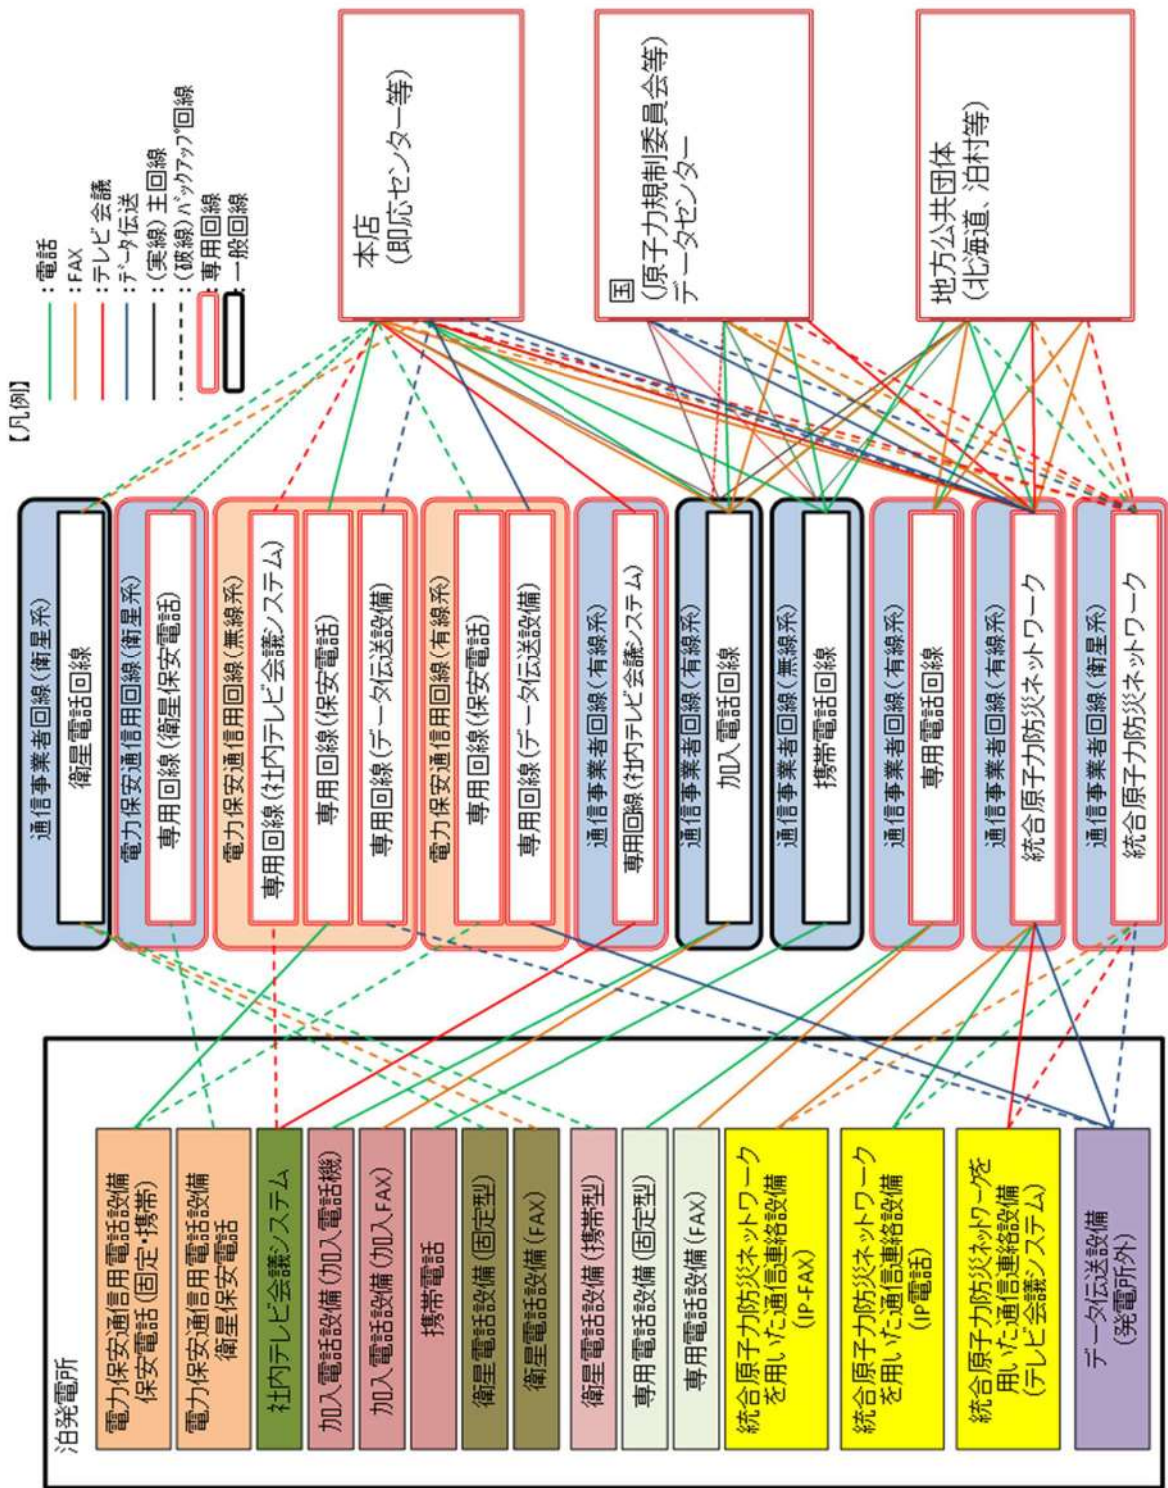 【凡例】
：電話
：FAX
：テレビ会議
：データ伝送
：(実線)主回線
：(破線)バックアップ回線
：専用回線
：一般回線
泊発電所
電力保安通信用電話設備
保安電話(固定・携帯)
電力保安通信用電話設備
衛星保安電話
社内テレビ会議システム
加入電話設備(加入電話機)
加入電話設備(加入FAX)
携帯電話
衛星電話設備(固定型)
衛星電話設備(FAX)
衛星電話設備(携帯型)
専用電話設備(固定型)
専用電話設備(FAX)
統合原子力防災ネットワーク
を用いた通信連絡設備
(IP-FAX)
統合原子力防災ネットワーク
を用いた通信連絡設備
(IP電話)
統合原子力防災ネットワークを
用いた通信連絡設備
(テレビ会議システム)
データ伝送設備
(発電所外)
通信事業者回線(衛星系)
衛星電話回線
電力保安通信用回線(衛星系)
専用回線(衛星保安電話)
電力保安通信用回線(無線系)
専用回線(社内テレビ会議システム)
専用回線(保安電話)
専用回線(データ伝送設備)
電力保安通信用回線(有線系)
専用回線(保安電話)
専用回線(データ伝送設備)
通信事業者回線(有線系)
専用回線(社内テレビ会議システム)
通信事業者回線(有線系)
加入電話回線
通信事業者回線(無線系)
携帯電話回線
通信事業者回線(有線系)
専用電話回線
通信事業者回線(有線系)
統合原子力防災ネットワーク
通信事業者回線(衛星系)
統合原子力防災ネットワーク
本店
(即応センター等)
国
(原子力規制委員会等)
データセンター
地方公共団体
(北海道、泊村等)